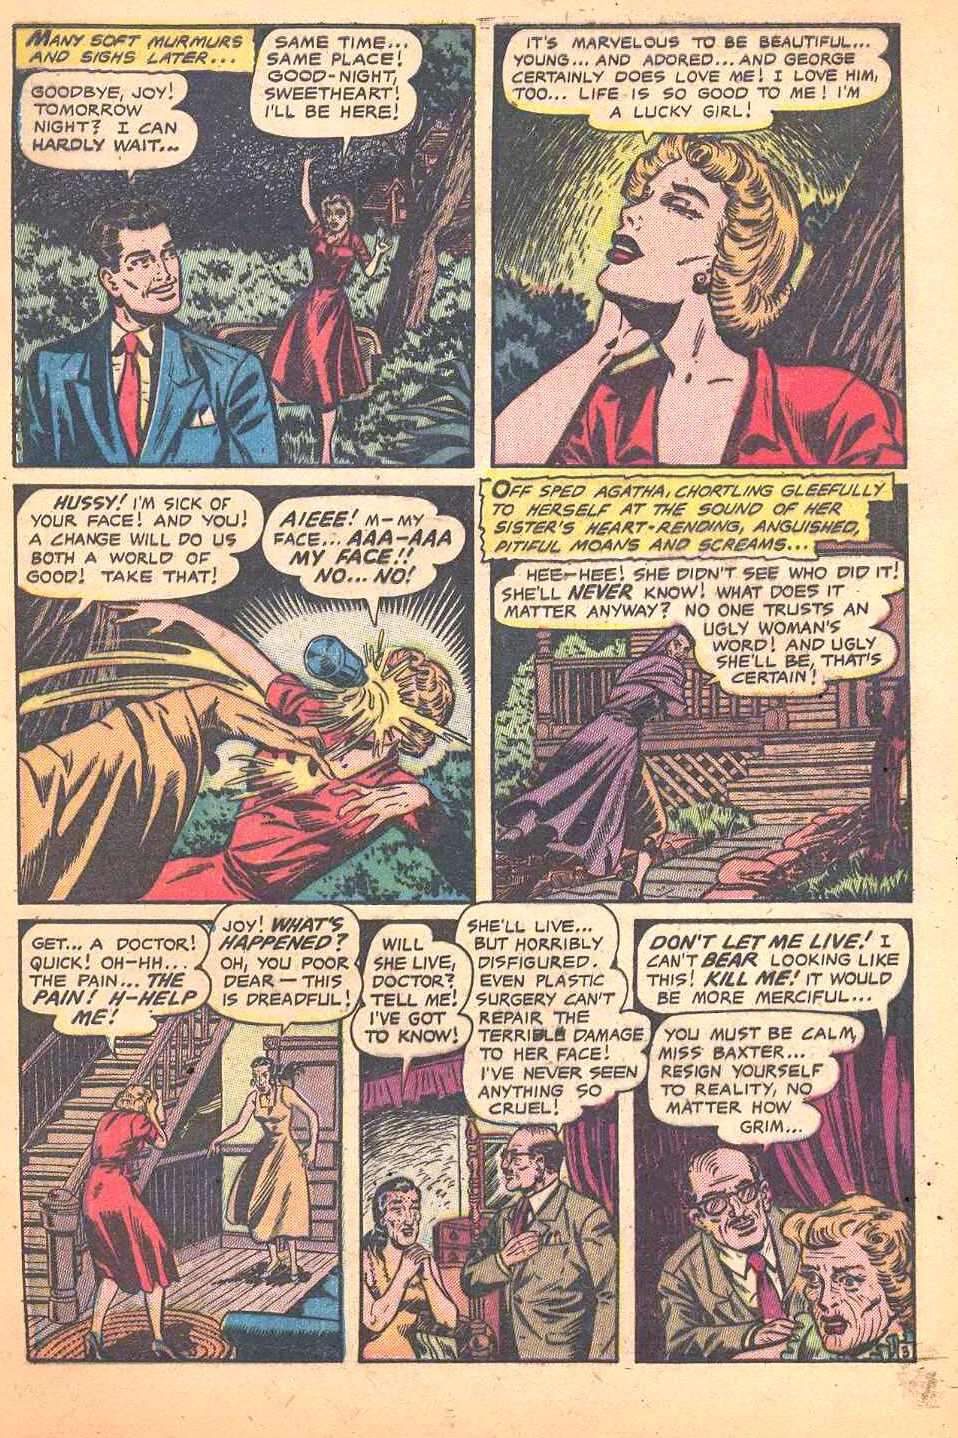 MANY SOFT MURMURS
AND SIGHS LATER...
GOODBYE, JOY!
TOMORROW
NIGHT? I CAN
HARDLY WAIT...
SAME TIME...
SAME PLACE!
GOOD-NIGHT,
SWEETHEART!
I'LL BE HERE!
IT'S MARVELOUS TO BE BEAUTIFUL...
YOUNG... AND ADORED... AND GEORGE
CERTAINLY DOES LOVE ME! I LOVE HIM,
TOO... LIFE IS SO GOOD TO ME! I'M
A LUCKY GIRL!
HUSSY! I'M SICK OF
YOUR FACE! AND YOU!
A CHANGE WILL DO US
BOTH A WORLD OF
GOOD! TAKE THAT!
AIEEE! M-MY
FACE... AAA-AAA
MY FACE!!
NO... NO!
OFF SPED AGATHA, CHORTLING GLEEFULLY
TO HERSELF AT THE SOUND OF HER
SISTER'S HEART-RENDING, ANGUISHED,
PITIFUL MOANS AND SCREAMS...
HEE-HEE! SHE DIDN'T SEE WHO DID IT!
SHE'LL NEVER KNOW! WHAT DOES IT
MATTER ANYWAY? NO ONE TRUSTS AN
UGLY WOMAN'S
WORD! AND UGLY
SHE'LL BE, THAT'S
CERTAIN!
GET... A DOCTOR!
QUICK! OH-HH...
THE PAIN... THE
PAIN! H-HELP
ME!
JOY! WHAT'S
HAPPENED?
OH, YOU POOR
DEAR - THIS
IS DREADFUL!
WILL
SHE LIVE,
DOCTOR?
TELL ME!
I'VE GOT
TO KNOW!
SHE'LL LIVE...
BUT HORRIBLY
DISFIGURED.
EVEN PLASTIC
SURGERY CAN'T
REPAIR THE
TERRIBLE DAMAGE
TO HER FACE!
I'VE NEVER SEEN
ANYTHING SO
CRUEL!
DON'T LET ME LIVE! I
CAN'T BEAR LOOKING LIKE
THIS! KILL ME! IT WOULD
BE MORE MERCIFUL...
YOU MUST BE CALM,
MISS BAXTER...
RESIGN YOURSELF
TO REALITY, NO
MATTER HOW
GRIM...
3